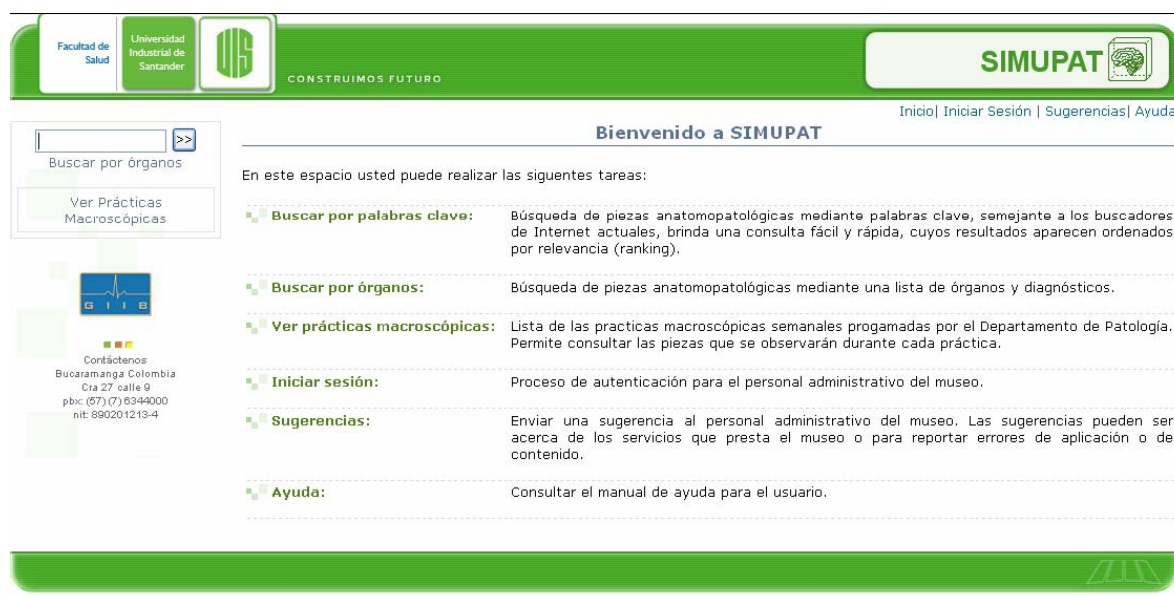 Facultad de
Salud
Universidad
Industrial de
Santander
UIS
CONSTRUIMOS FUTURO
SIMUPAT
Inicio| Iniciar Sesión | Sugerencias| Ayuda
>>
Buscar por órganos
Ver Prácticas
Macroscópicas
G I I B
Contáctenos
Bucaramanga Colombia
Cra 27 calle 9
pbx: (57) (7) 6344000
nit: 890201213-4
Bienvenido a SIMUPAT
En este espacio usted puede realizar las siguentes tareas:
Buscar por palabras clave:
Búsqueda de piezas anatomopatológicas mediante palabras clave, semejante a los buscadores
de Internet actuales, brinda una consulta fácil y rápida, cuyos resultados aparecen ordenados
por relevancia (ranking).
Buscar por órganos:
Búsqueda de piezas anatomopatológicas mediante una lista de órganos y diagnósticos.
Ver prácticas macroscópicas:
Lista de las practicas macroscópicas semanales progamadas por el Departamento de Patología.
Permite consultar las piezas que se observarán durante cada práctica.
Iniciar sesión:
Proceso de autenticación para el personal administrativo del museo.
Sugerencias:
Enviar una sugerencia al personal administrativo del museo. Las sugerencias pueden ser
acerca de los servicios que presta el museo o para reportar errores de aplicación o de
contenido.
Ayuda:
Consultar el manual de ayuda para el usuario.